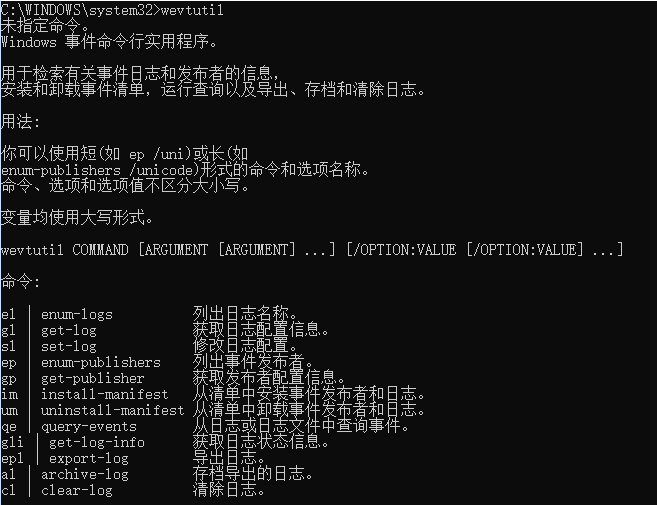 C:\WINDOWS\system32>wevtutil
未指定命令。
Windows 事件命令行实用程序。
用于检索有关事件日志和发布者的信息,
安装和卸载事件清单, 运行查询以及导出、存档和清除日志。
用法:
你可以使用短(如 ep /uni)或长(如
enum-publishers /unicode)形式的命令和选项名称。
命令、选项和选项值不区分大小写。
变量均使用大写形式。
wevtutil COMMAND [ARGUMENT [ARGUMENT] ...] [/OPTION:VALUE [/OPTION:VALUE] ...]
命令:
el | enum-logs 列出日志名称。
gl | get-log 获取日志配置信息。
sl | set-log 修改日志配置。
ep | enum-publishers 列出事件发布者。
gp | get-publisher 获取发布者配置信息。
im | install-manifest 从清单中安装事件发布者和日志。
um | uninstall-manifest 从清单中卸载事件发布者和日志。
qe | query-events 从日志或日志文件中查询事件。
gli | get-log-info 获取日志状态信息。
epl | export-log 导出日志。
al | archive-log 存档导出的日志。
cl | clear-log 清除日志。